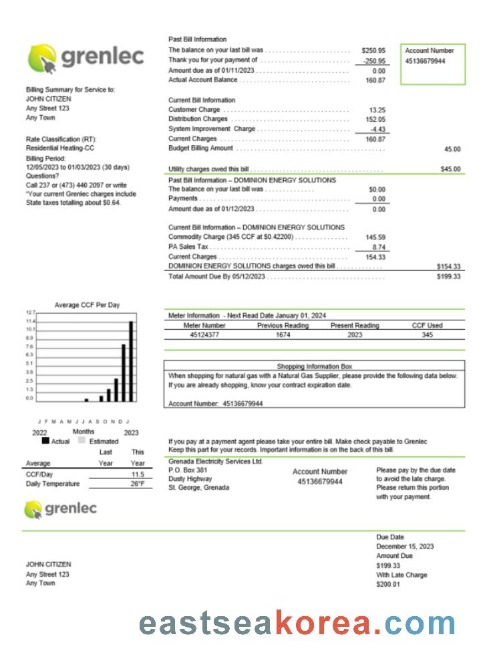 grenlec
Billing Summary for Service to:
JOHN CITIZEN
Any Street 123
Any Town
Rate Classification (RT):
Residential Heating-CC
Billing Period:
12/05/2023 to 01/03/2023 (30 days)
Questions?
Call 237 or (473) 440 2097 or write
"Your current Grenlec charges include
State taxes totalling about $0.64.
Past Bill Information
The balance on your last bill was $250.95
Thank you for your payment of -250.95
Amount due as of 01/11/2023 0.00
Actual Account Balance 160.87
Account Number
45136679944
Current Bill Information
Customer Charge 13.25
Distribution Charges 152.05
System Improvement Charge -4.43
Current Charges 160.87
Budget Billing Amount 45.00
Utility charges owed this bill $45.00
Past Bill Information – DOMINION ENERGY SOLUTIONS
The balance on your last bill was $0.00
Payments 0.00
Amount due as of 01/12/2023 0.00
Current Bill Information – DOMINION ENERGY SOLUTIONS
Commodity Charge (345 CCF at $0.42200) 145.59
PA Sales Tax 8.74
Current Charges 154.33
DOMINION ENERGY SOLUTIONS charges owed this bill $154.33
Total Amount Due By 05/12/2023 $199.33
Average CCF Per Day
12.7
11.4
10.1
8.9
7.6
6.3
5.1
3.8
2.5
1.3
0.0
J F M A M J J A S O N D J
2022 Months 2023
Actual Estimated
Last This
Average Year Year
CCF/Day 11.5
Daily Temperature 26°F
Meter Information - Next Read Date January 01, 2024
Meter Number Previous Reading Present Reading CCF Used
45124377 1674 2023 345
Shopping Information Box
When shopping for natural gas with a Natural Gas Supplier, please provide the following data below.
If you are already shopping, know your contract expiration date.
Account Number: 45136679944
If you pay at a payment agent please take your entire bill. Make check payable to Grenlec
Keep this part for your records. Important information is on the back of this bill.
Grenada Electricity Services Ltd.
P.O. Box 381
Dusty Highway
St. George, Grenada
Account Number
45136679944
Please pay by the due date
to avoid the late charge.
Please return this portion
with your payment.
grenlec
Due Date
December 15, 2023
Amount Due
$199.33
With Late Charge
$200.01
JOHN CITIZEN
Any Street 123
Any Town
eastseakorea.com